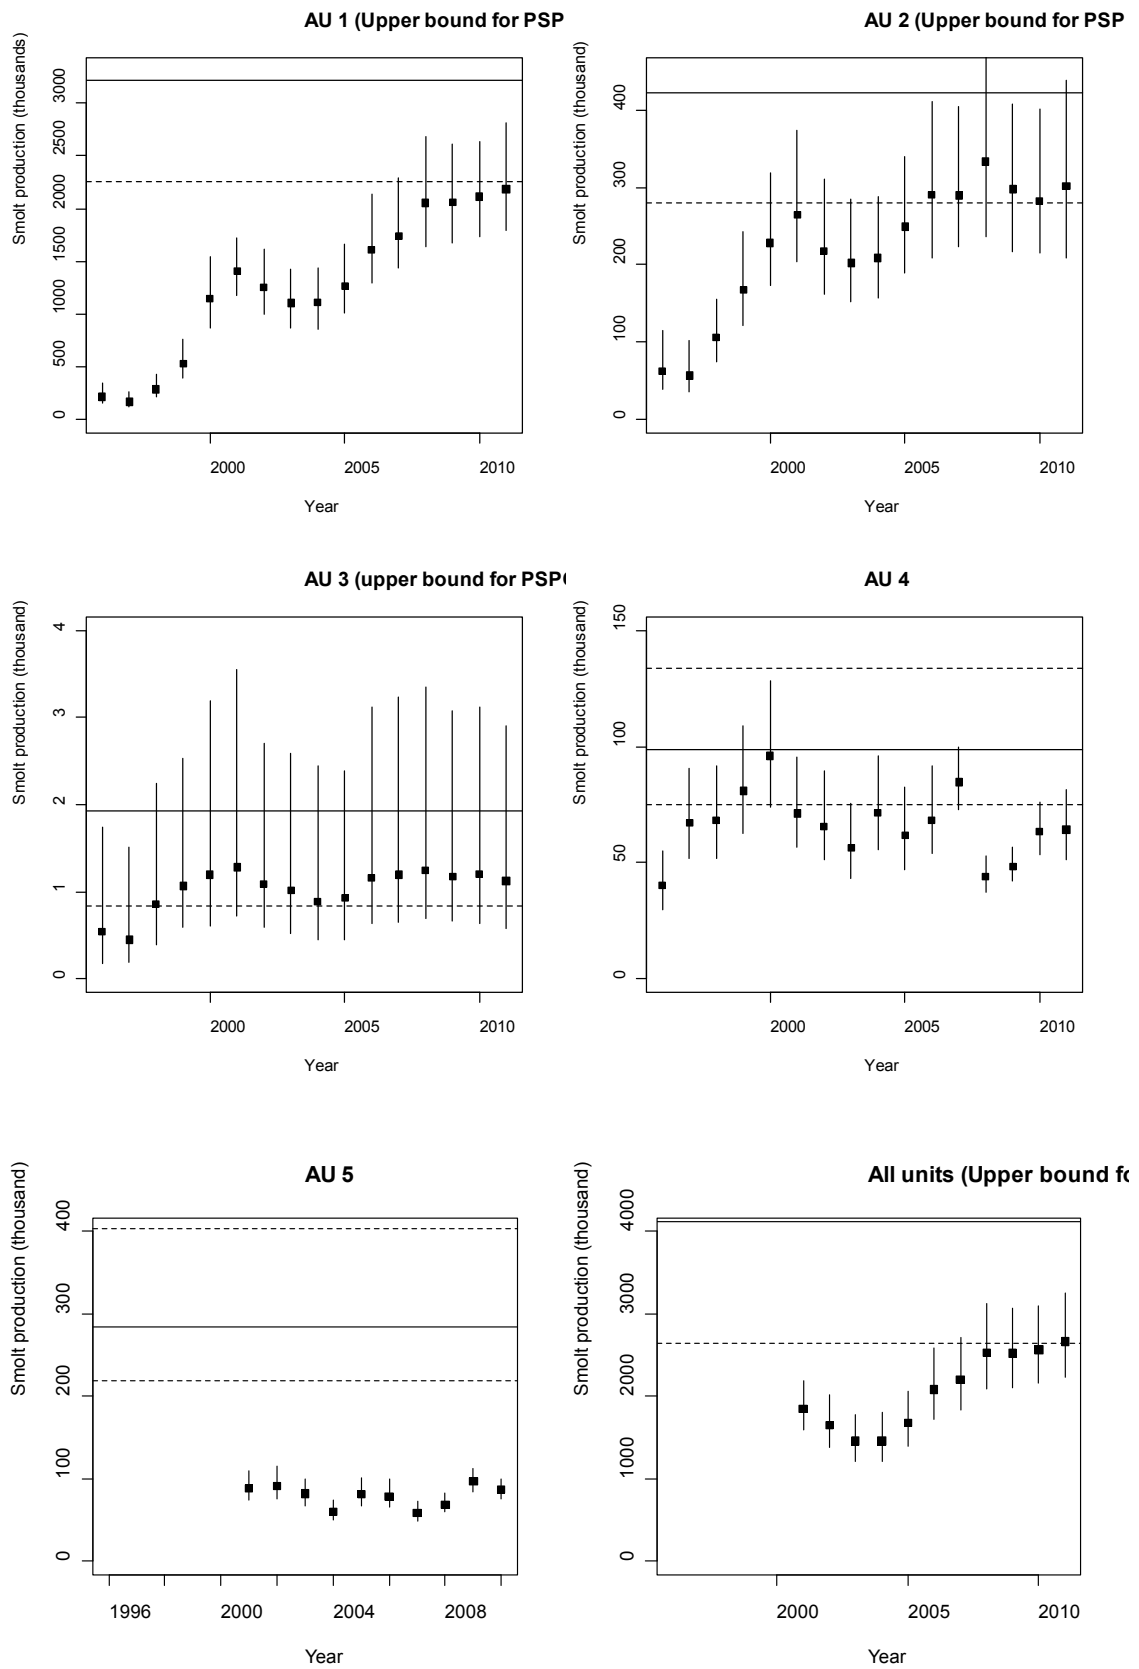 AU 1 (Upper bound for PSP
Smolt production (thousands)
3000
2500
2000
1500
1000
500
0
2000 2005 2010
Year
AU 2 (Upper bound for PSP
Smolt production (thousand)
400
300
200
100
0
2000 2005 2010
Year
AU 3 (upper bound for PSP
Smolt production (thousand)
4
3
2
1
0
2000 2005 2010
Year
AU 4
Smolt production (thousand)
150
100
50
0
2000 2005 2010
Year
AU 5
Smolt production (thousand)
400
300
200
100
0
1996 2000 2004 2008
Year
All units (Upper bound fo
Smolt production (thousand)
4000
3000
2000
1000
0
2000 2005 2010
Year